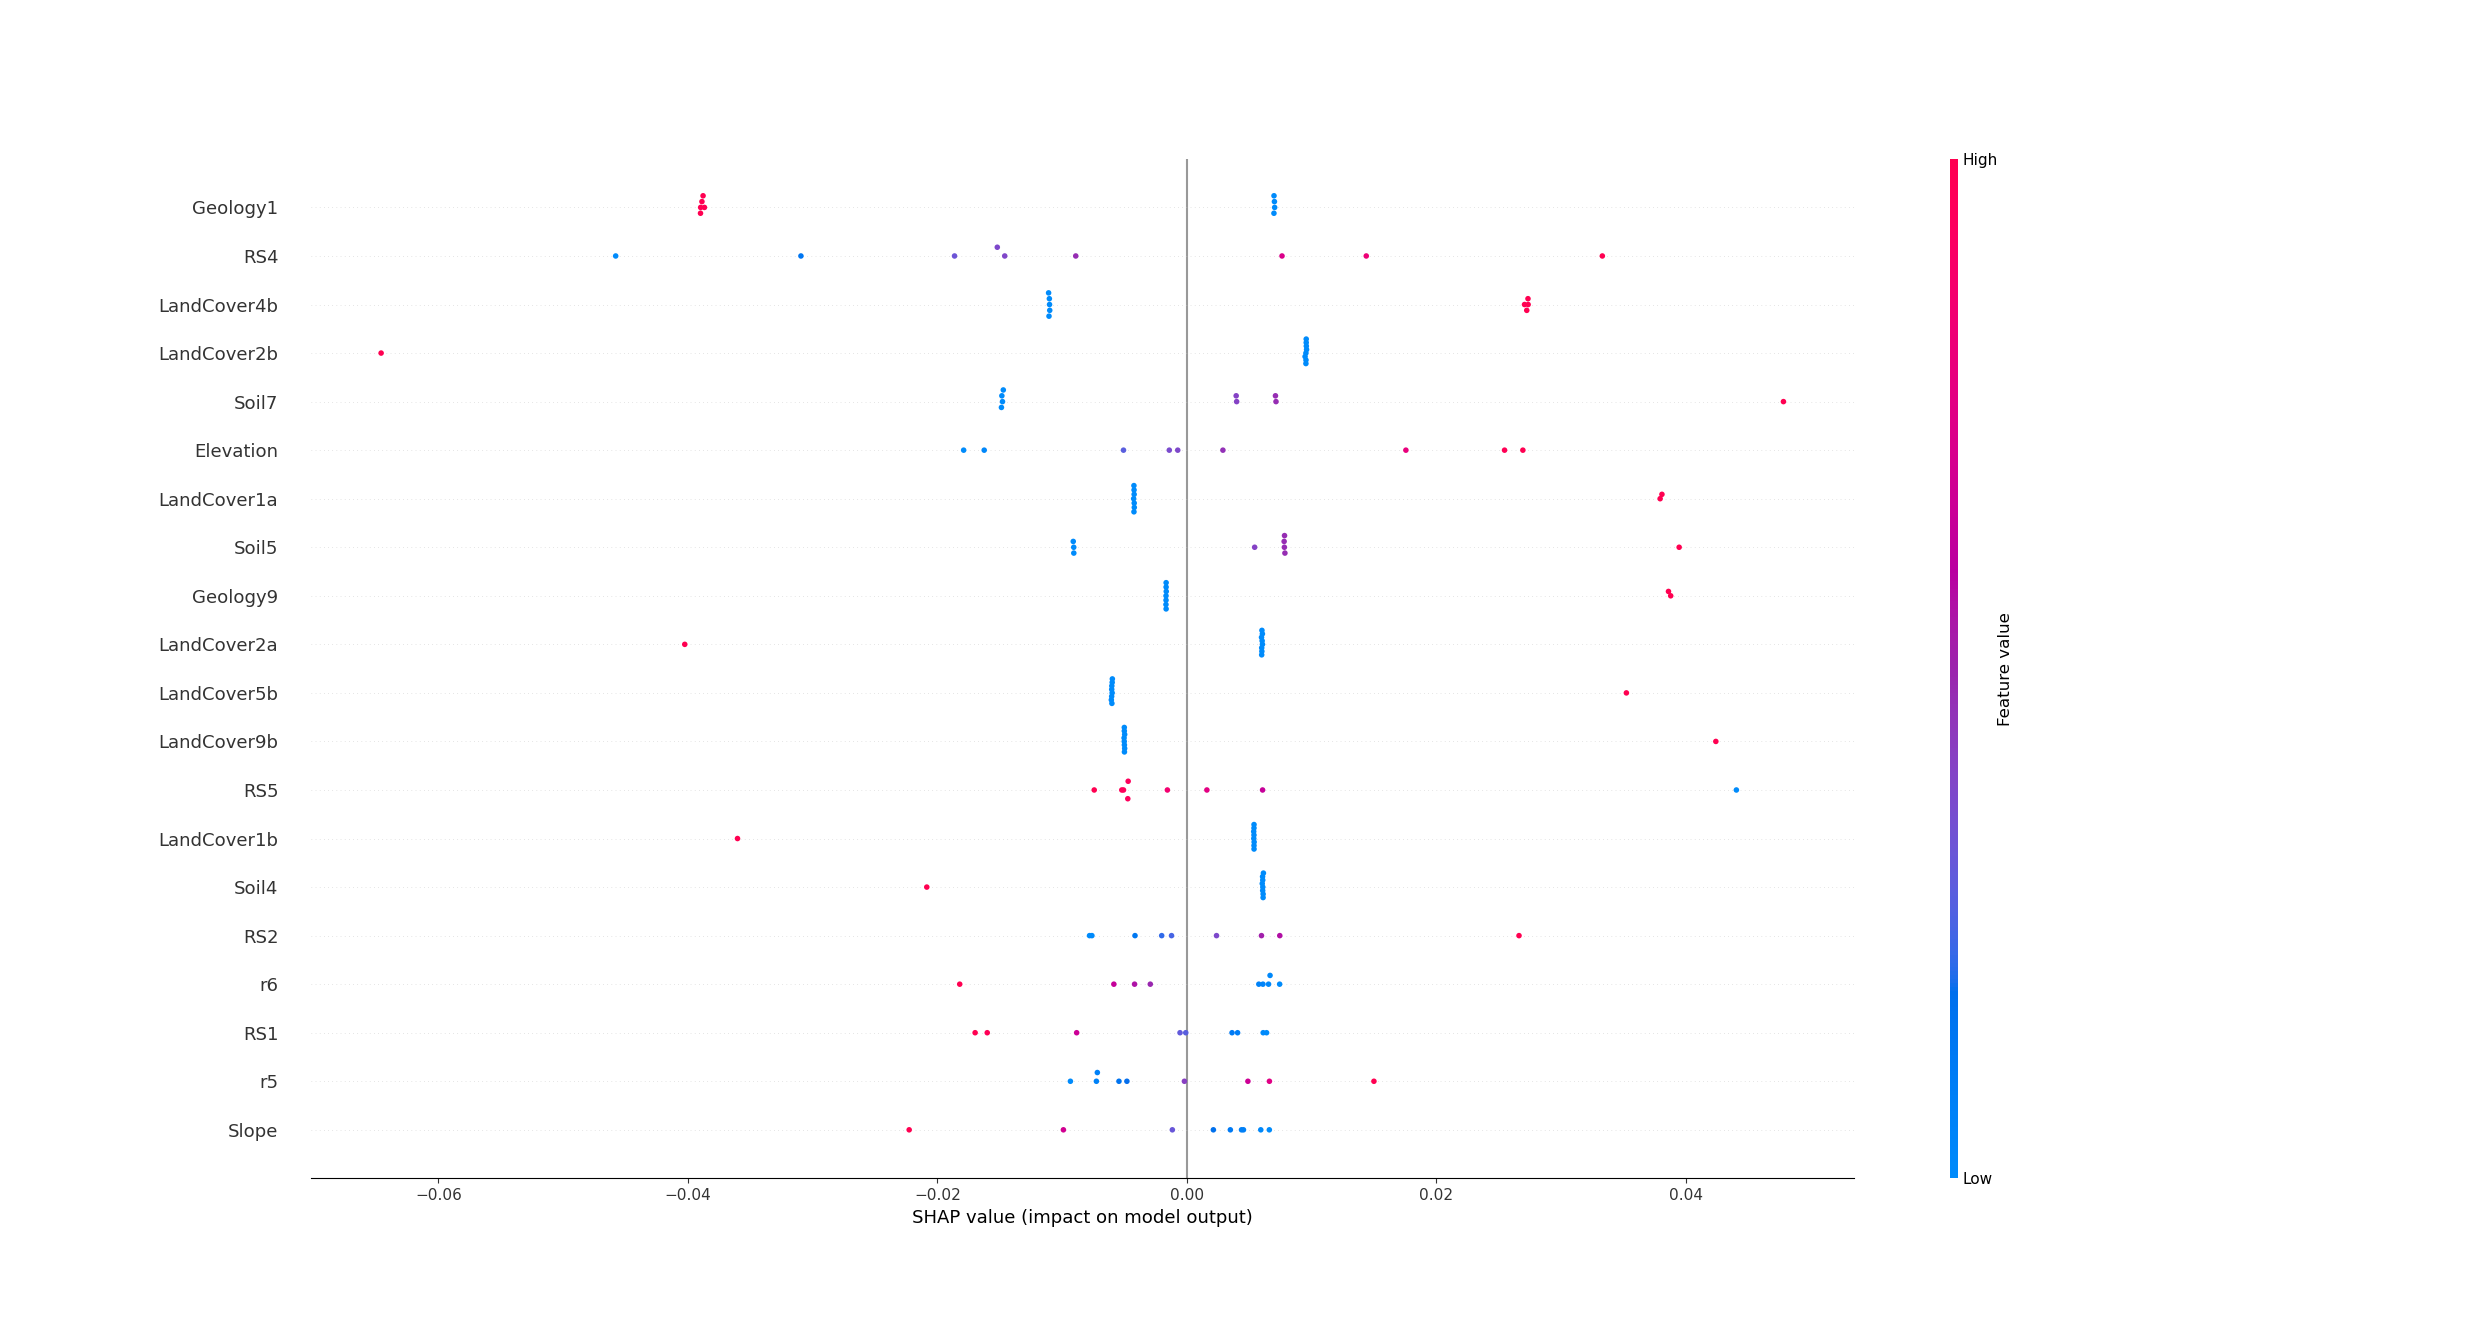 High
Geology1
RS4
LandCover4b
LandCover2b
Soil7
Elevation
LandCover1a
Soil5
Geology9
LandCover2a
LandCover5b
LandCover9b
RS5
LandCover1b
Soil4
RS2
r6
RS1
r5
Slope
Feature value
Low
−0.06 −0.04 −0.02 0.00 0.02 0.04
SHAP value (impact on model output)